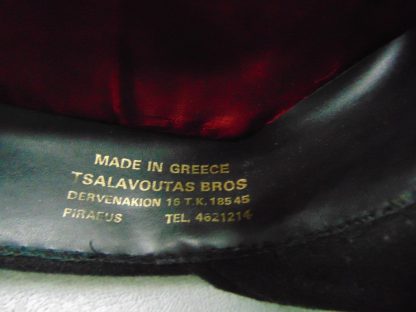 MADE IN GREECE
TSALAVOUTAS BROS
DERVENAKION 16 T.K. 18545
PIRAEUS TEL. 4621214